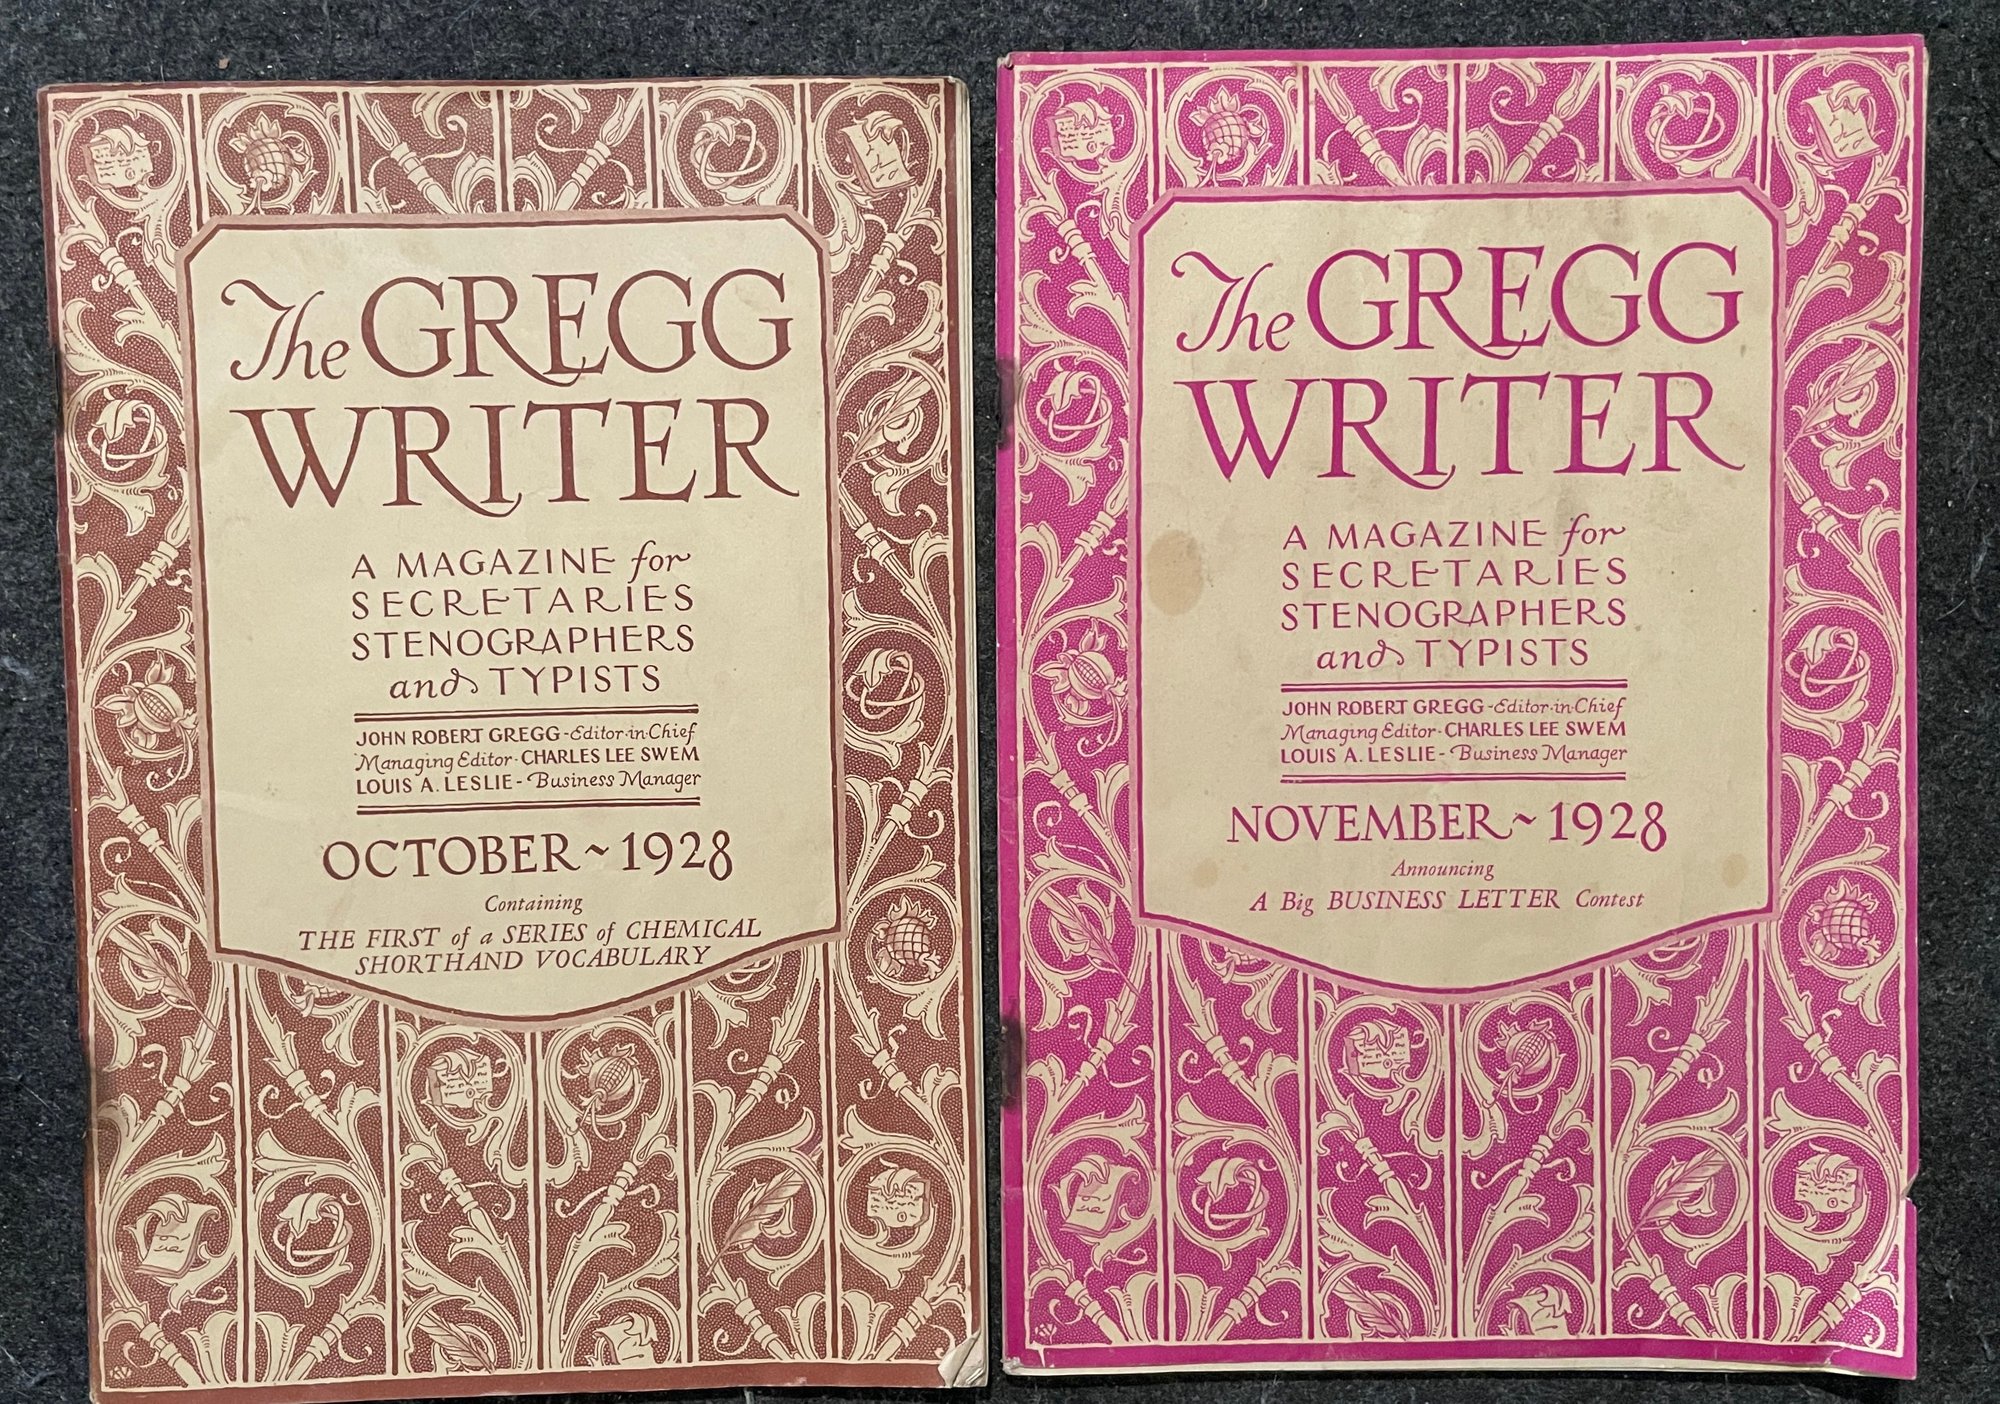 The GREGG
WRITER
A MAGAZINE for
SECRETARIES
STENOGRAPHERS
and TYPISTS
JOHN ROBERT GREGG - Editor-in-Chief
Managing Editor - CHARLES LEE SWEM
LOUIS A. LESLIE - Business Manager
OCTOBER ~ 1928
Containing
THE FIRST of a SERIES of CHEMICAL
SHORTHAND VOCABULARY
The GREGG
WRITER
A MAGAZINE for
SECRETARIES
STENOGRAPHERS
and TYPISTS
JOHN ROBERT GREGG - Editor-in-Chief
Managing Editor - CHARLES LEE SWEM
LOUIS A. LESLIE - Business Manager
NOVEMBER ~ 1928
Announcing
A Big BUSINESS LETTER Contest